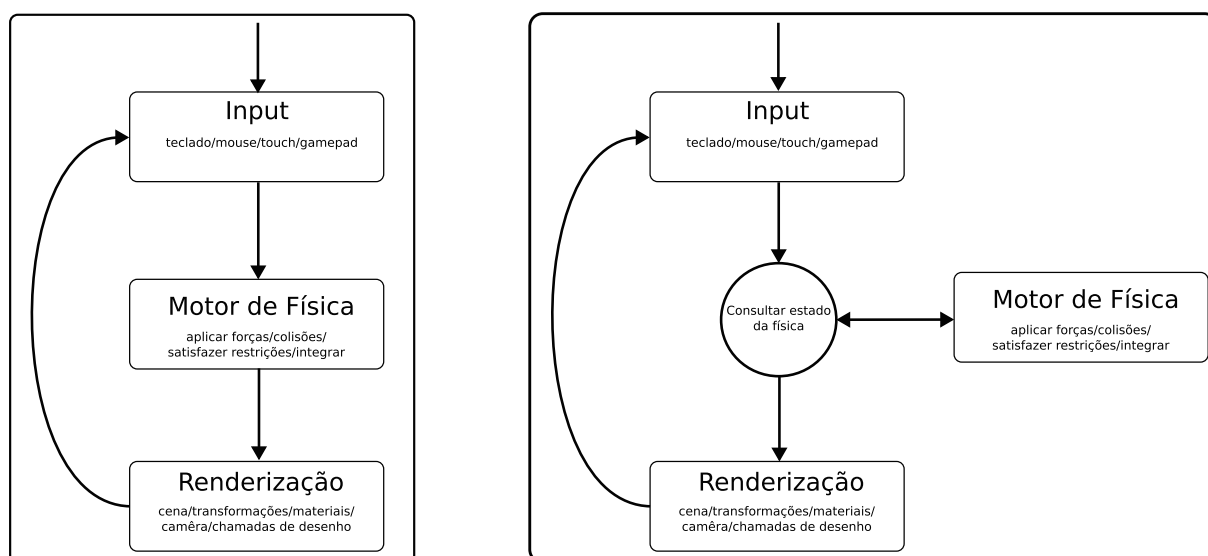 Input
teclado/mouse/touch/gamepad
Motor de Física
aplicar forças/colisões/
satisfazer restrições/integrar
Renderização
cena/transformações/materiais/
camêra/chamadas de desenho
Input
teclado/mouse/touch/gamepad
Consultar estado
da física
Motor de Física
aplicar forças/colisões/
satisfazer restrições/integrar
Renderização
cena/transformações/materiais/
camêra/chamadas de desenho